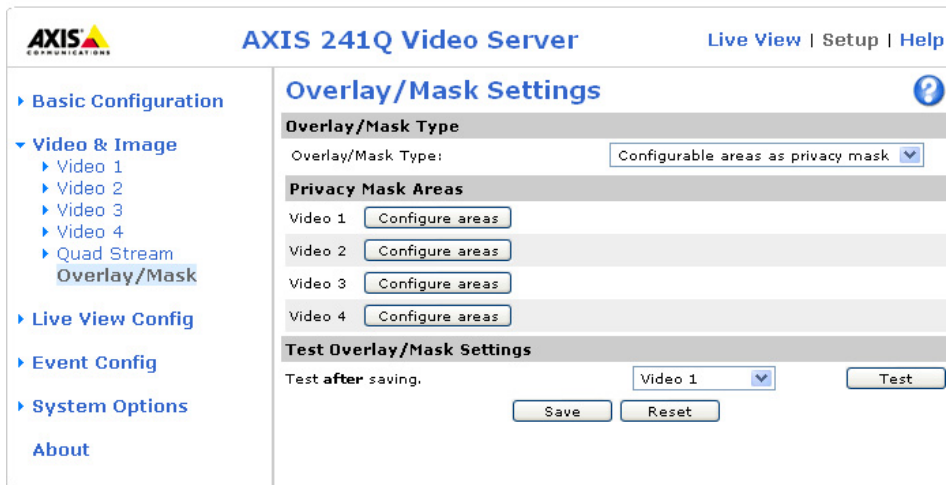 AXIS
COMMUNICATIONS
AXIS 241Q Video Server
Live View | Setup | Help
Basic Configuration
Video & Image
Video 1
Video 2
Video 3
Video 4
Quad Stream
Overlay/Mask
Live View Config
Event Config
System Options
About
Overlay/Mask Settings
?
Overlay/Mask Type
Overlay/Mask Type: Configurable areas as privacy mask
Privacy Mask Areas
Video 1 Configure areas
Video 2 Configure areas
Video 3 Configure areas
Video 4 Configure areas
Test Overlay/Mask Settings
Test after saving. Video 1 Test
Save Reset